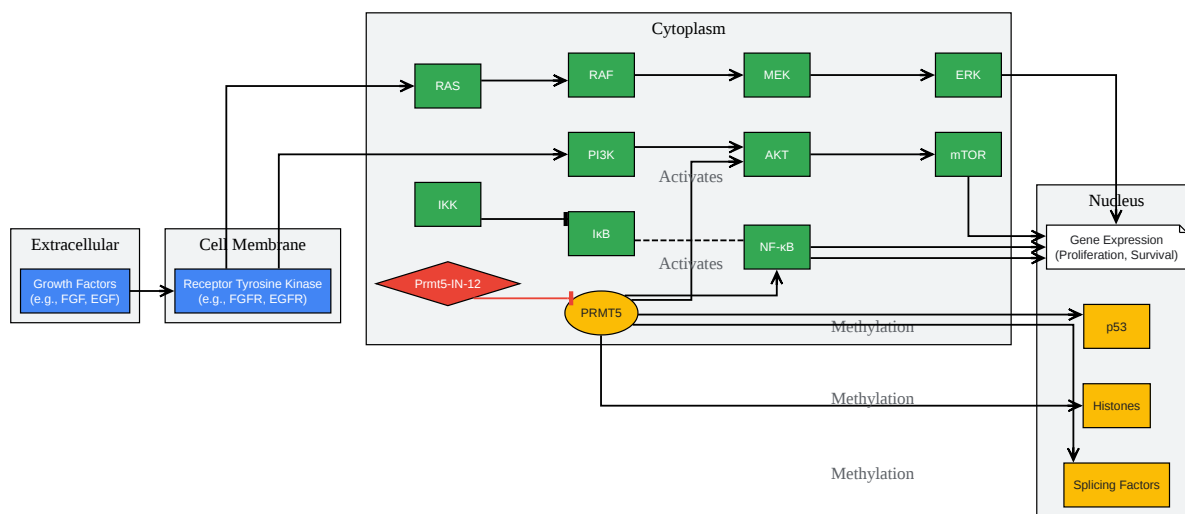 Cytoplasm
RAS
RAF
MEK
ERK
PI3K
AKT
mTOR
Activates
IKK
IκB
NF-κB
Activates
Prmt5-IN-12
PRMT5
Extracellular
Growth Factors
(e.g., FGF, EGF)
Cell Membrane
Receptor Tyrosine Kinase
(e.g., FGFR, EGFR)
Nucleus
Gene Expression
(Proliferation, Survival)
Methylation
p53
Methylation
Histones
Methylation
Splicing Factors